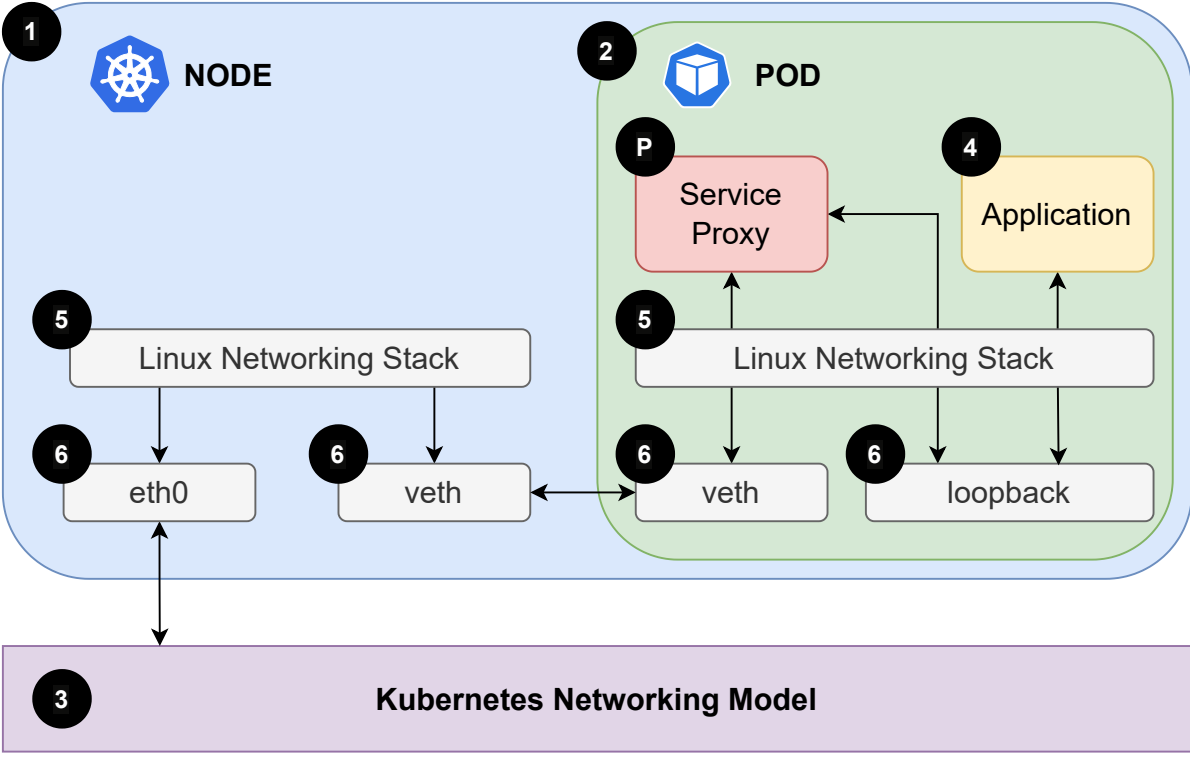 1
NODE
2
POD
P
Service
Proxy
4
Application
5
Linux Networking Stack
5
Linux Networking Stack
6
eth0
6
veth
6
veth
6
loopback
3
Kubernetes Networking Model